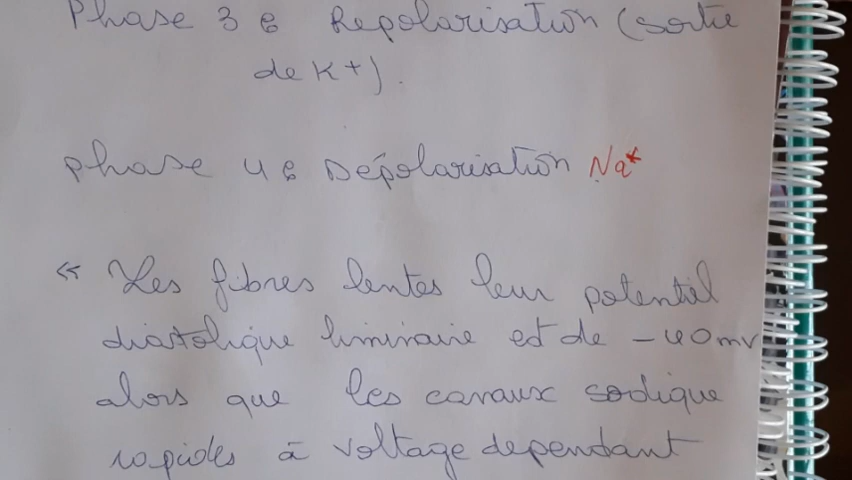 Phase 3 : Repolarisation (sortie
de K+).
phase 4 : Dépolarisation Na+
« Les fibres lentes leur potentiel
diastolique liminaire est de -40mv
alors que les canaux sodique
rapides à voltage dependant